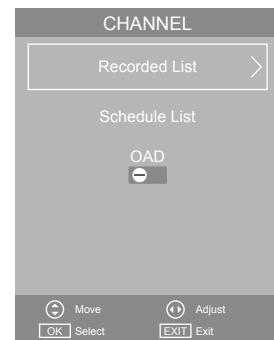 CHANNEL
Recorded List
Schedule List
OAD
Move Adjust
OK Select EXIT Exit